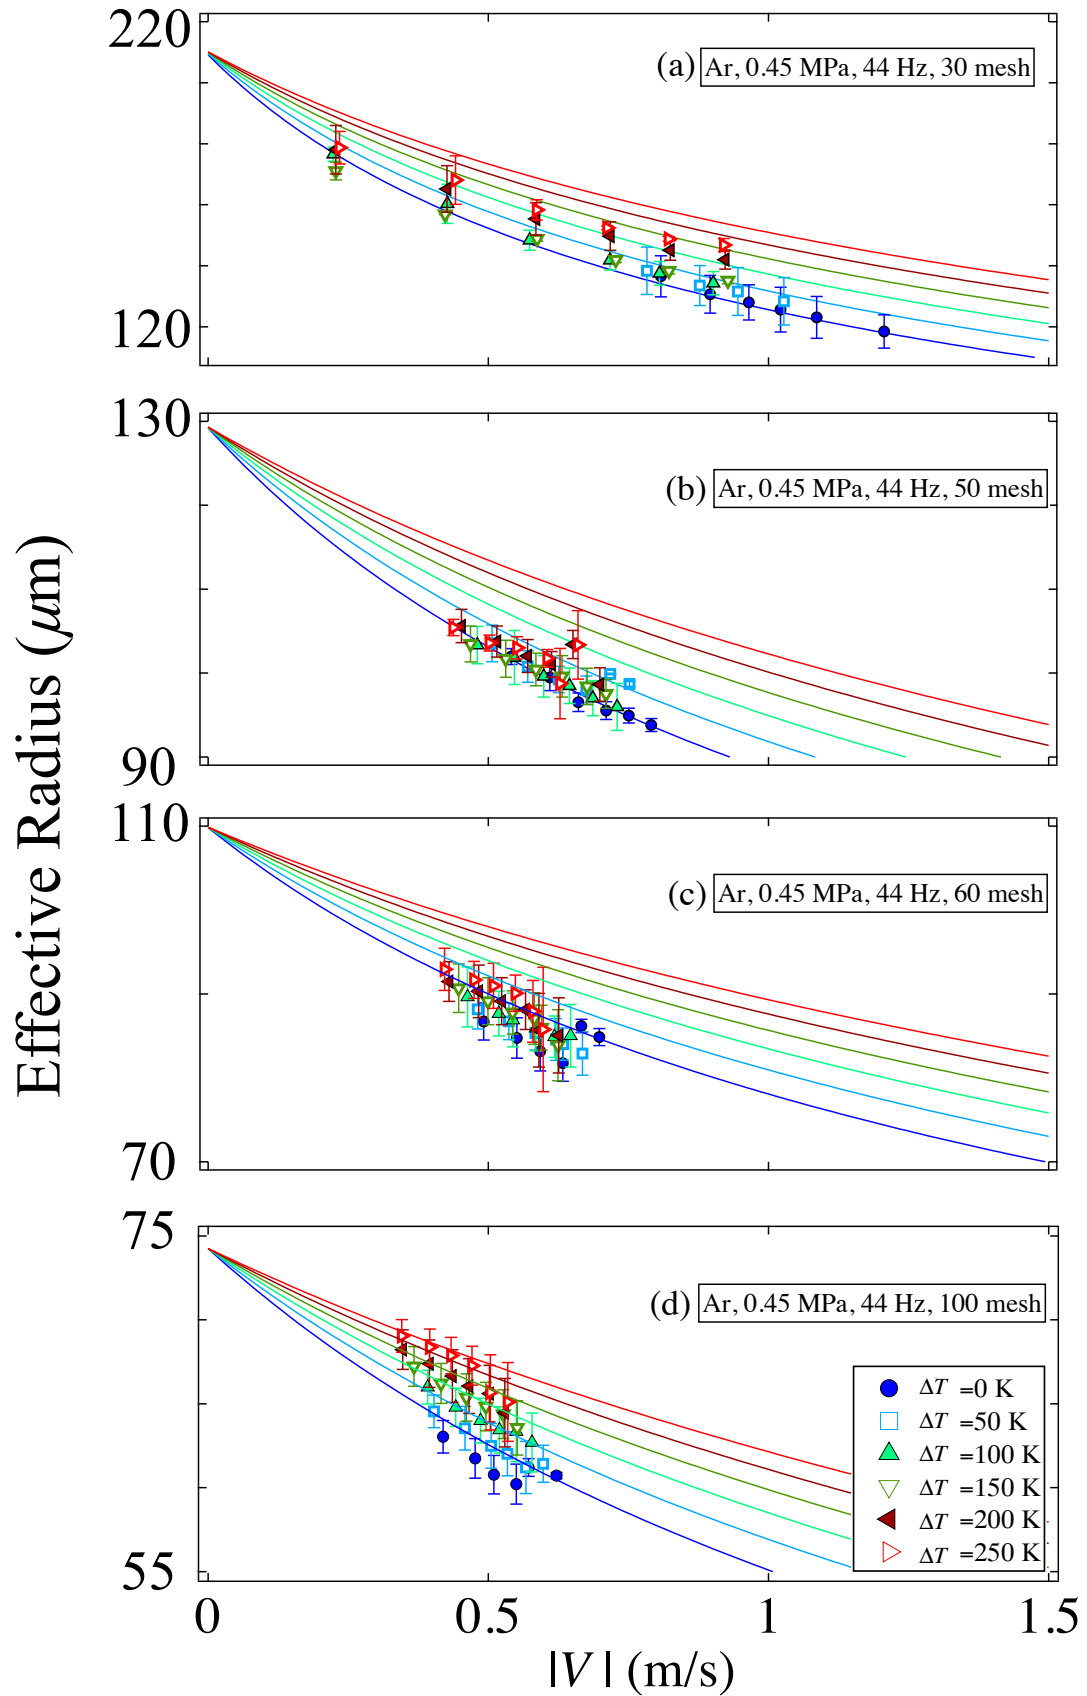 220
(a) Ar, 0.45 MPa, 44 Hz, 30 mesh
120
130
(b) Ar, 0.45 MPa, 44 Hz, 50 mesh
90
Effective Radius (μm)
110
(c) Ar, 0.45 MPa, 44 Hz, 60 mesh
70
75
(d) Ar, 0.45 MPa, 44 Hz, 100 mesh
ΔT =0 K
ΔT =50 K
ΔT =100 K
ΔT =150 K
ΔT =200 K
ΔT =250 K
55
0 0.5 1 1.5
|V| (m/s)